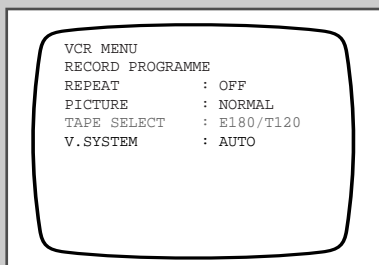 VCR MENU
RECORD PROGRAMME
REPEAT : OFF
PICTURE : NORMAL
TAPE SELECT : E180/T120
V.SYSTEM : AUTO